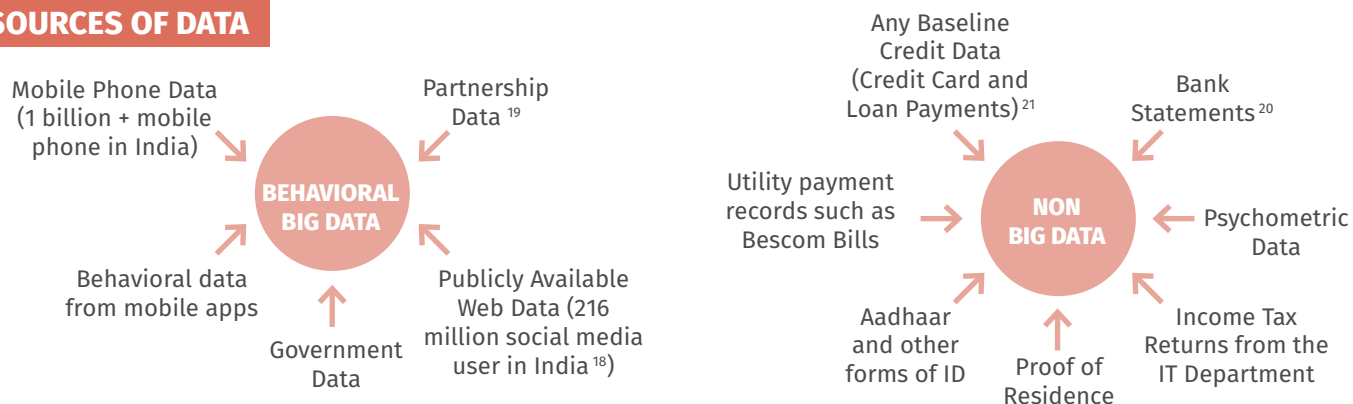 SOURCES OF DATA
Mobile Phone Data
(1 billion + mobile
phone in India)
Partnership
Data 19
BEHAVIORAL
BIG DATA
Behavioral data
from mobile apps
Government
Data
Publicly Available
Web Data (216
million social media
user in India 18)
Any Baseline
Credit Data
(Credit Card and
Loan Payments) 21
Bank
Statements 20
Utility payment
records such as
Bescom Bills
NON
BIG DATA
Psychometric
Data
Aadhaar
and other
forms of ID
Proof of
Residence
Income Tax
Returns from the
IT Department